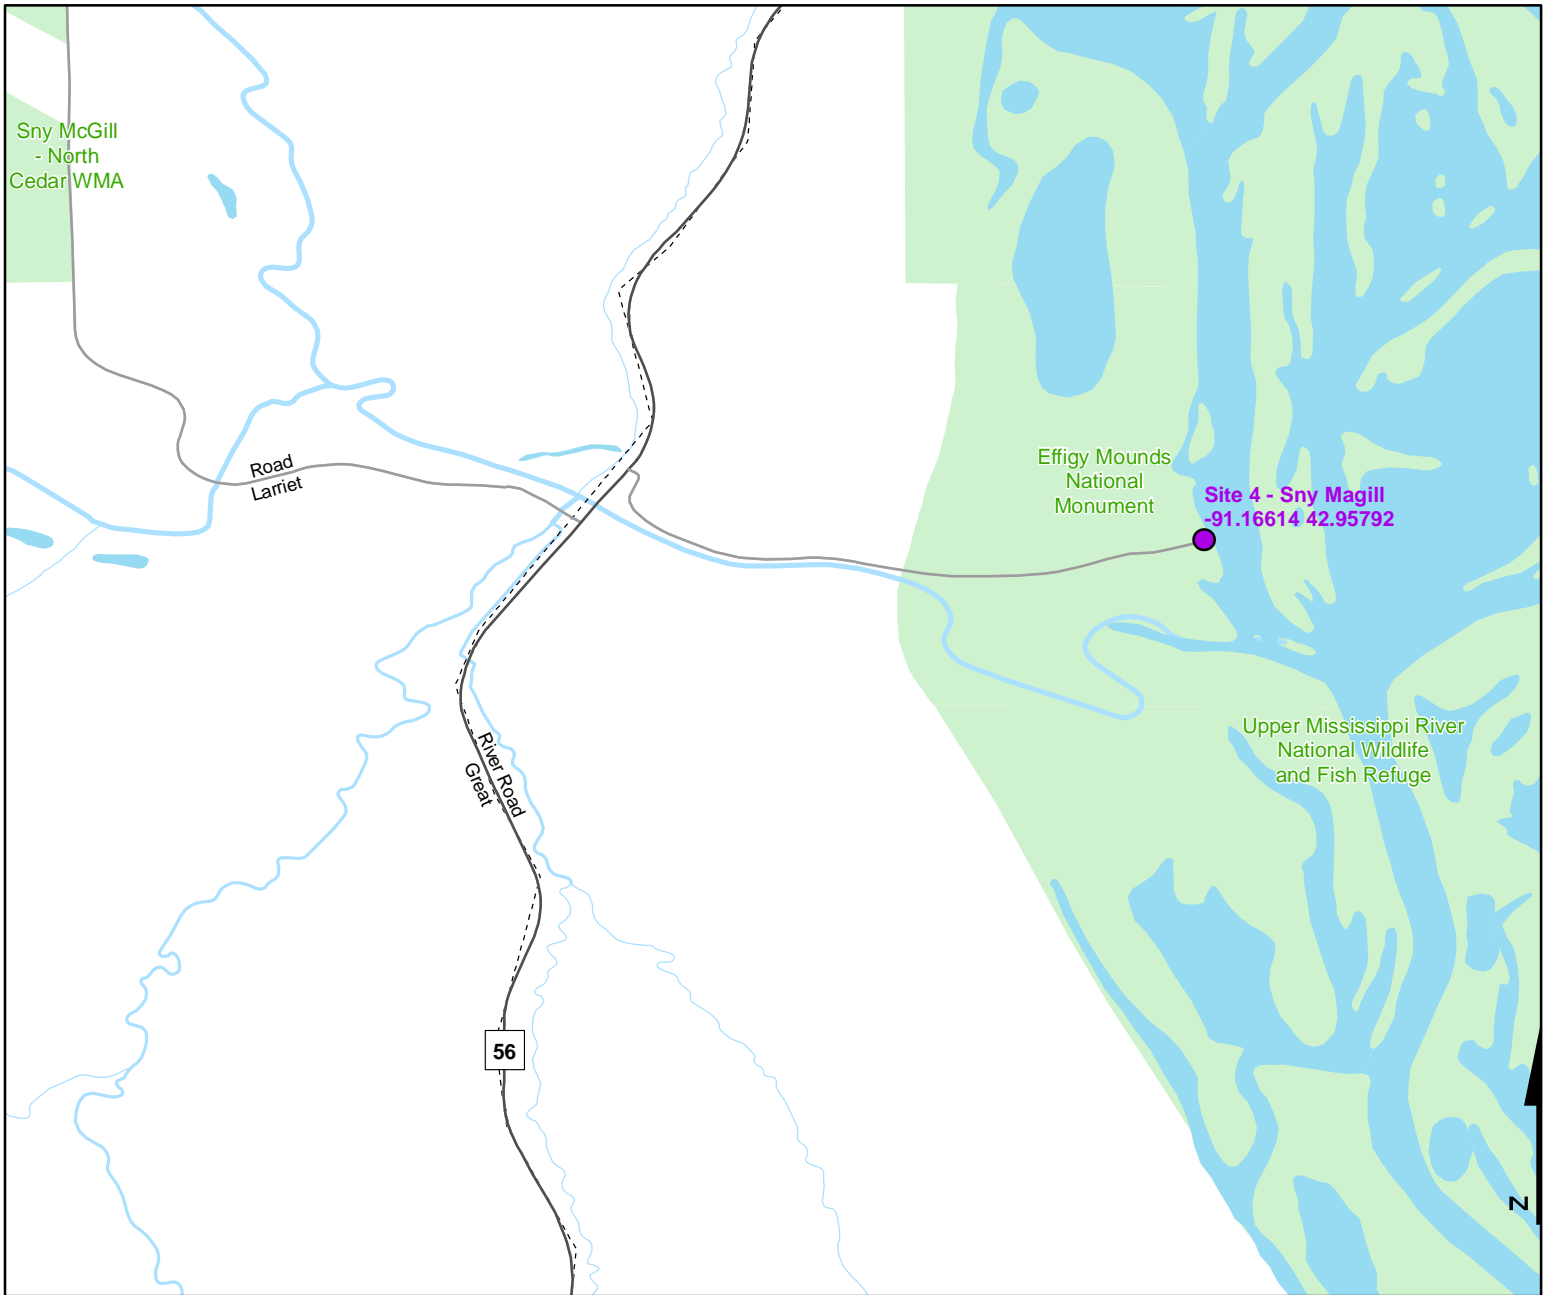 Sny McGill
- North
Cedar WMA
Road
Larriet
Effigy Mounds
National
Monument
Site 4 - Sny Magill
-91.16614 42.95792
Upper Mississippi River
National Wildlife
and Fish Refuge
River Road
Great
56
N